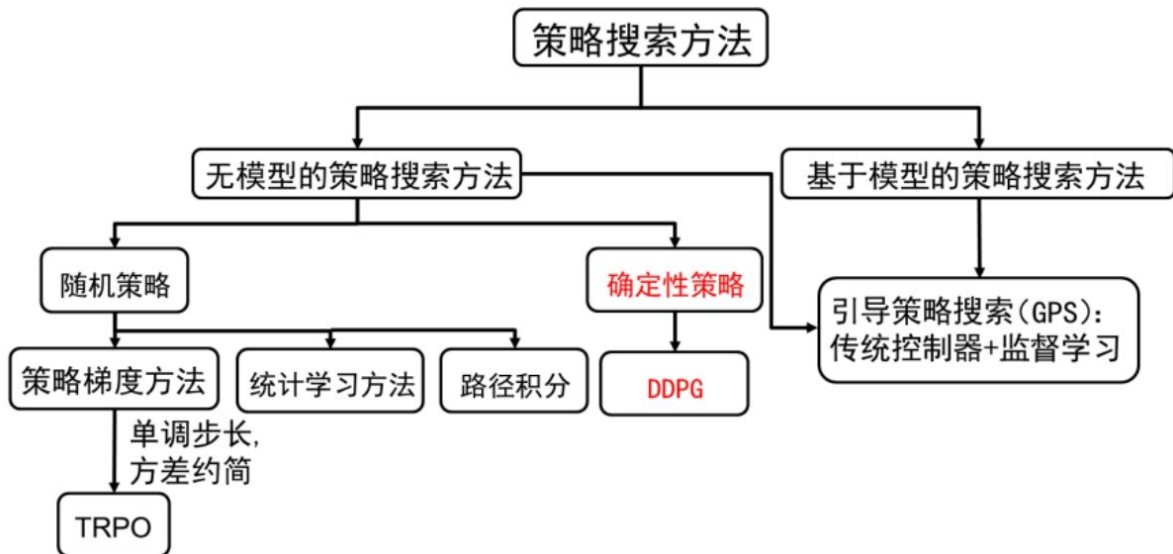 策略搜索方法
无模型的策略搜索方法
基于模型的策略搜索方法
随机策略
确定性策略
引导策略搜索(GPS):
传统控制器+监督学习
策略梯度方法
统计学习方法
路径积分
DDPG
单调步长,
方差约简
TRPO